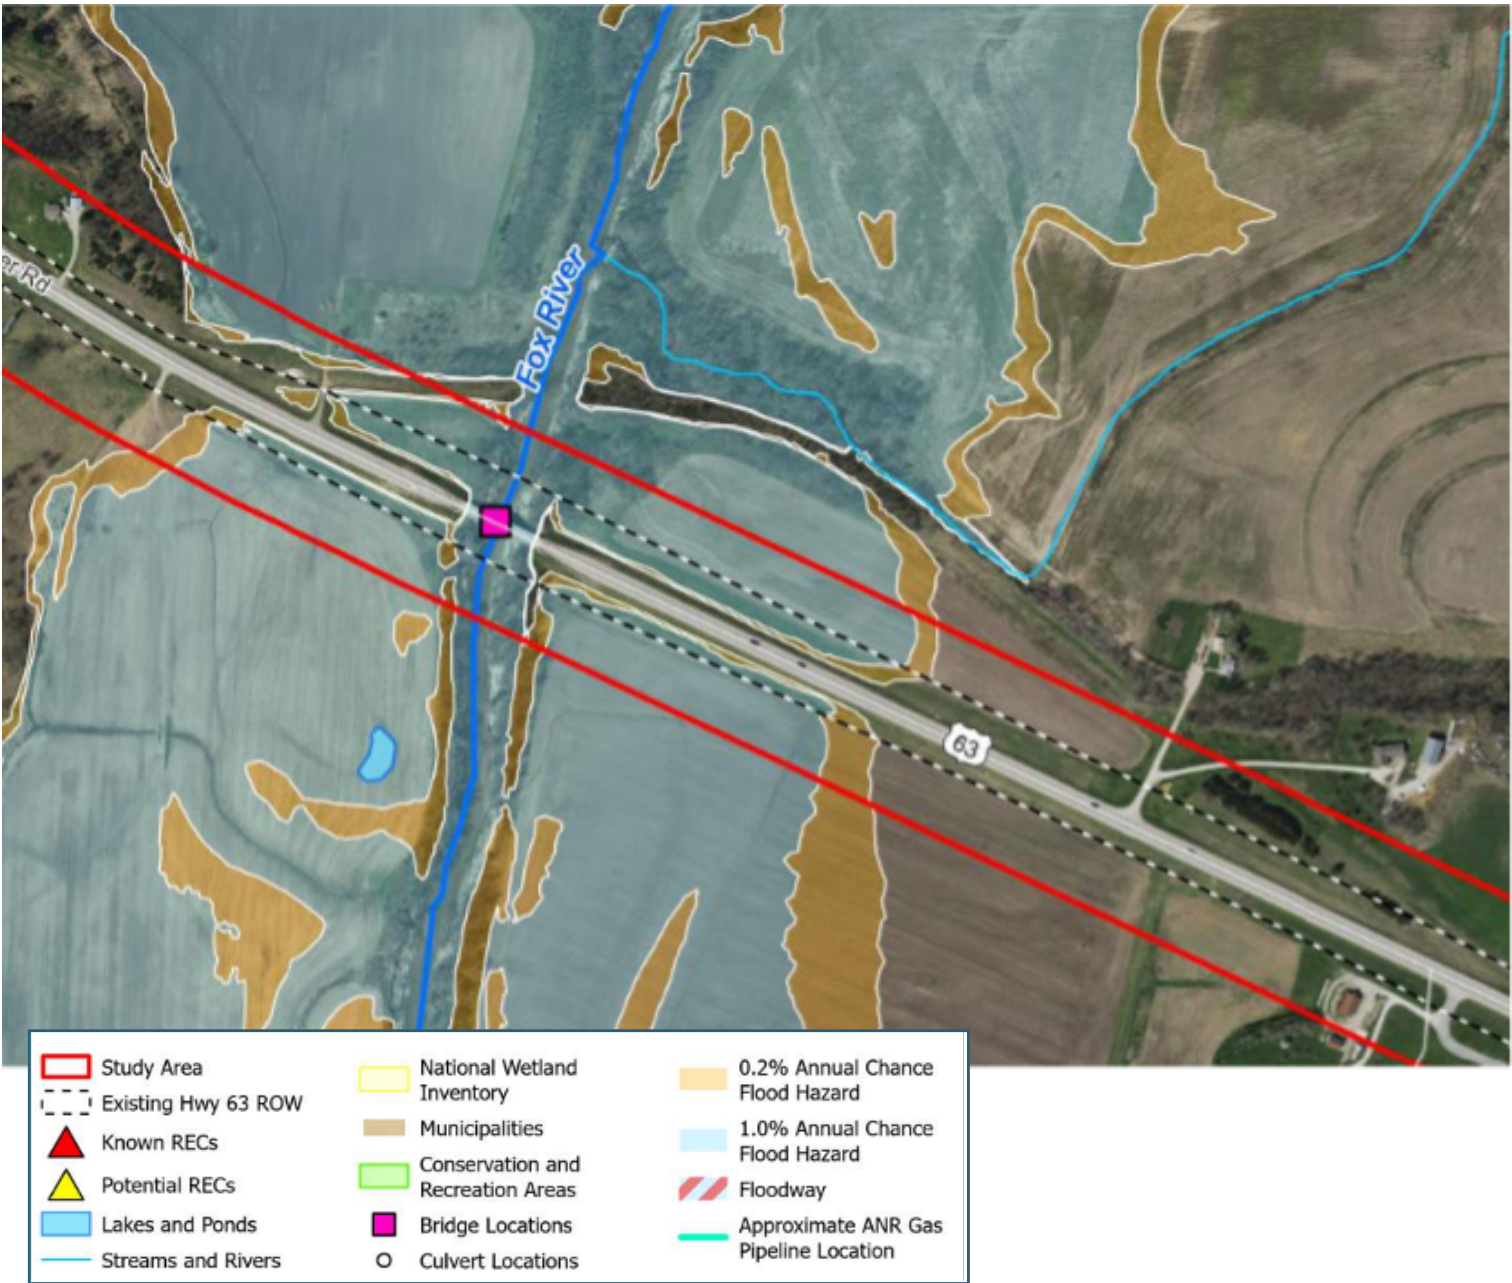 er Rd
Fox River
63
Study Area
Existing Hwy 63 ROW
Known RECs
Potential RECs
Lakes and Ponds
Streams and Rivers
National Wetland
Inventory
Municipalities
Conservation and
Recreation Areas
Bridge Locations
Culvert Locations
0.2% Annual Chance
Flood Hazard
1.0% Annual Chance
Flood Hazard
Floodway
Approximate ANR Gas
Pipeline Location